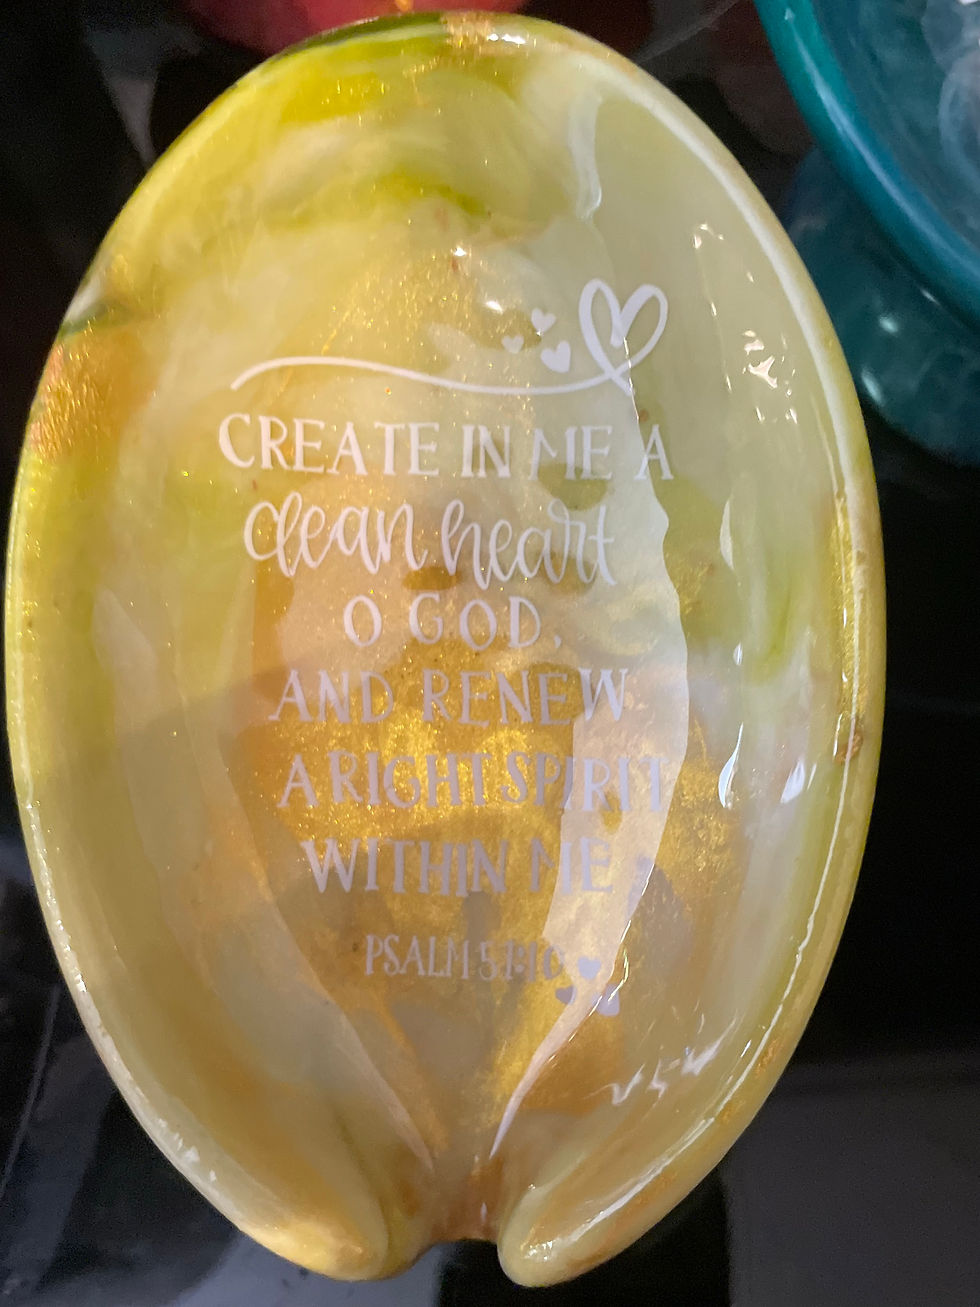 CREATE IN ME A
clean heart
O GOD,
AND RENEW
A RIGHT SPIRIT
WITHIN ME
PSALM 51:10